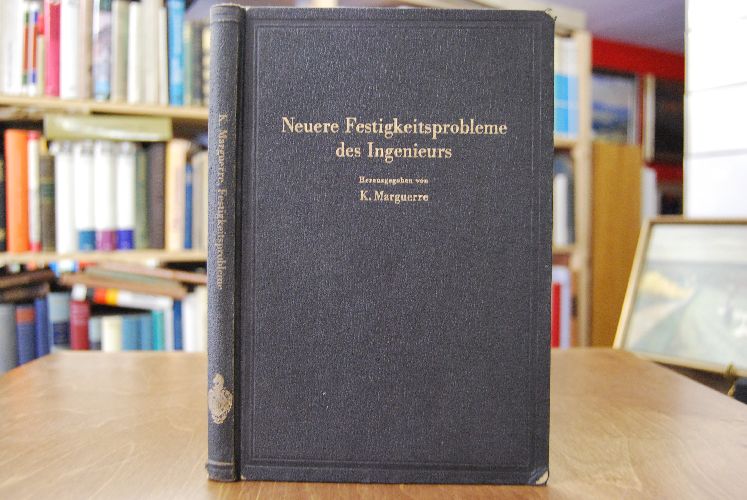 Neuere Festigkeitsprobleme
des Ingenieurs
Herausgegeben von
K. Marguerre
K. Marguerre, Festigkeitsprobleme